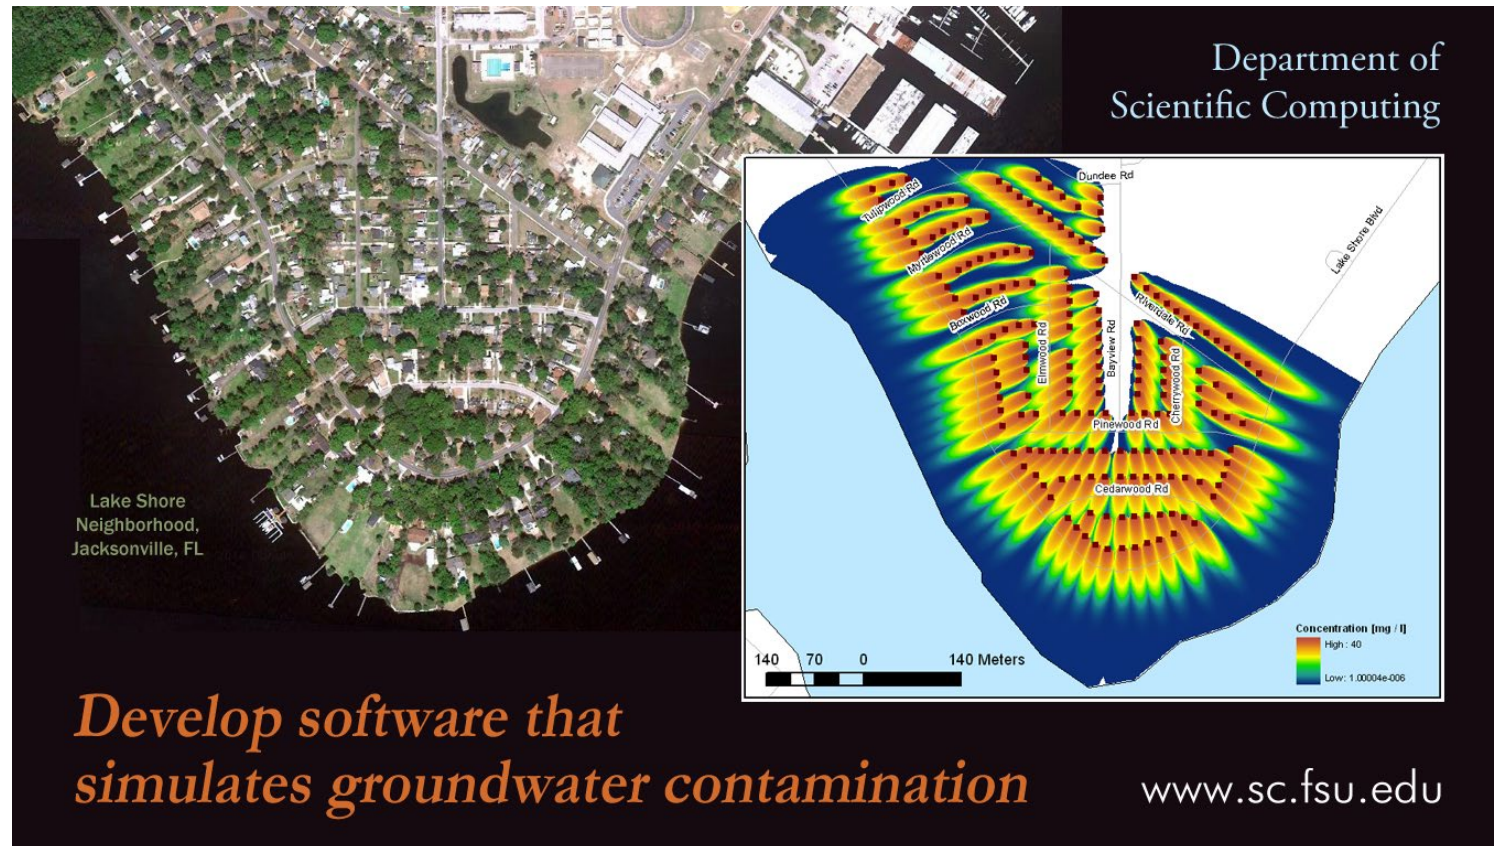 Department of
Scientific Computing
Dundee Rd
Tulipwood Rd
Myrtlewood Rd
Lake Shore Blvd
Boxwood Rd
Riverdale Rd
Elmwood Rd
Bayview Rd
Cherrywood Rd
Pinewood Rd
Cedarwood Rd
Lake Shore
Neighborhood,
Jacksonville, FL
Concentration [mg / l]
High : 40
Low: 1.00004e-006
140 70 0 140 Meters
Develop software that
simulates groundwater contamination
www.sc.fsu.edu